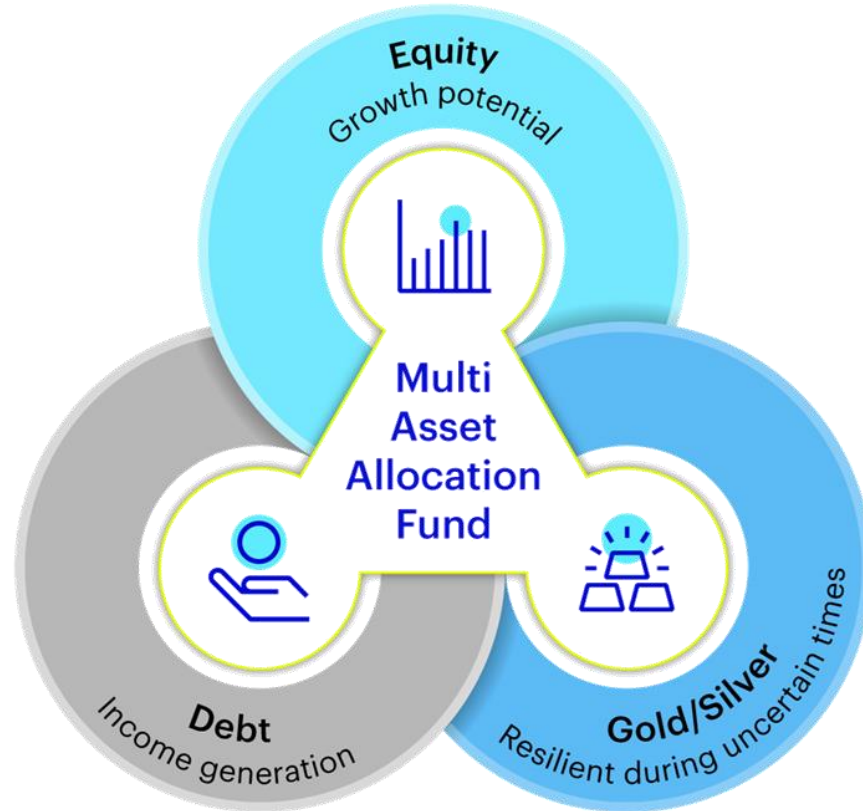 Equity
Growth potential
Multi
Asset
Allocation
Fund
Debt
Income generation
Gold/Silver
Resilient during uncertain times